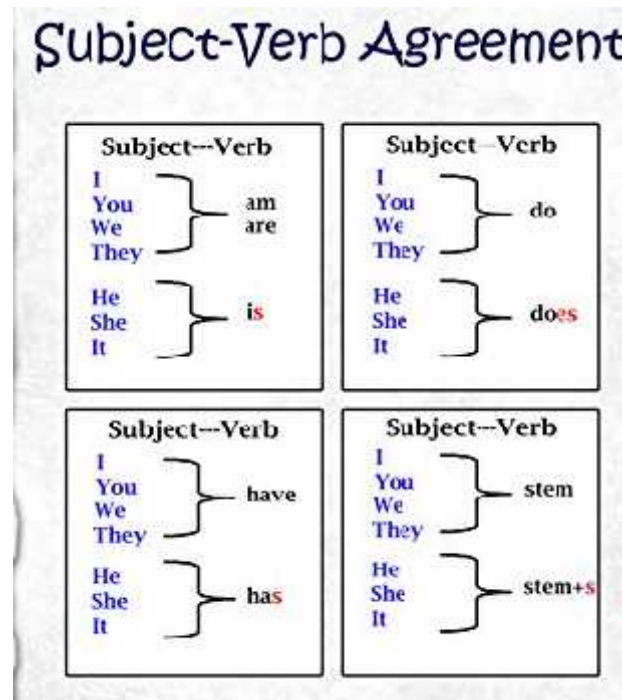 Subject-Verb Agreement
Subject---Verb
I
You
We
They
am
are
He
She
It
is
Subject--Verb
I
You
We
They
do
He
She
It
does
Subject---Verb
I
You
We
They
have
He
She
It
has
Subject---Verb
I
You
We
They
stem
He
She
It
stem+s